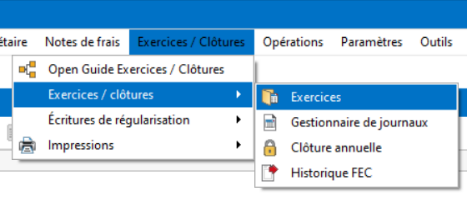 Notes de frais Exercices / Clôtures Opérations Paramètres Outils
Open Guide Exercices / Clôtures
Exercices / clôtures
Écritures de régularisation
Impressions
Exercices
Gestionnaire de journaux
Clôture annuelle
Historique FEC